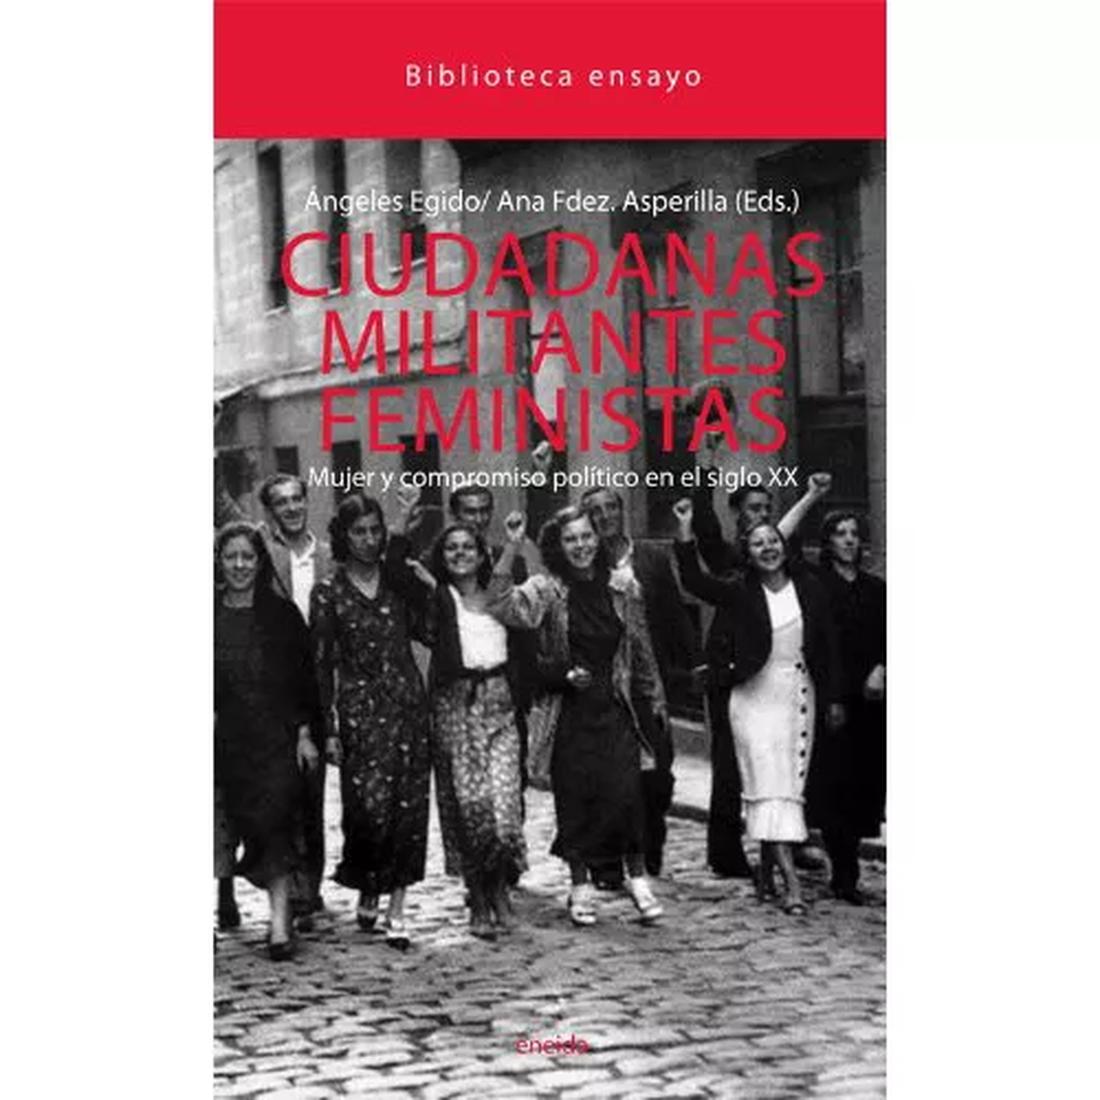 Biblioteca ensayo
Ángeles Egido/ Ana Fdez. Asperilla (Eds.)
CIUDADANAS
MILITANTES
FEMINISTAS
Mujer y compromiso político en el siglo XX
eneida